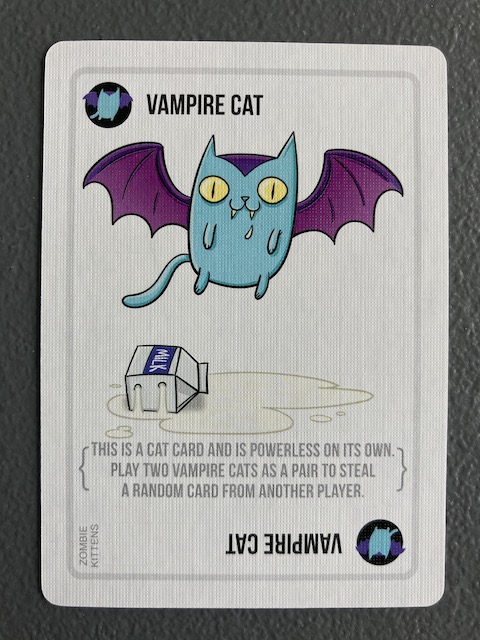 VAMPIRE CAT
MILK
THIS IS A CAT CARD AND IS POWERLESS ON ITS OWN.
PLAY TWO VAMPIRE CATS AS A PAIR TO STEAL
A RANDOM CARD FROM ANOTHER PLAYER.
ZOMBIE
KITTENS
VAMPIRE CAT